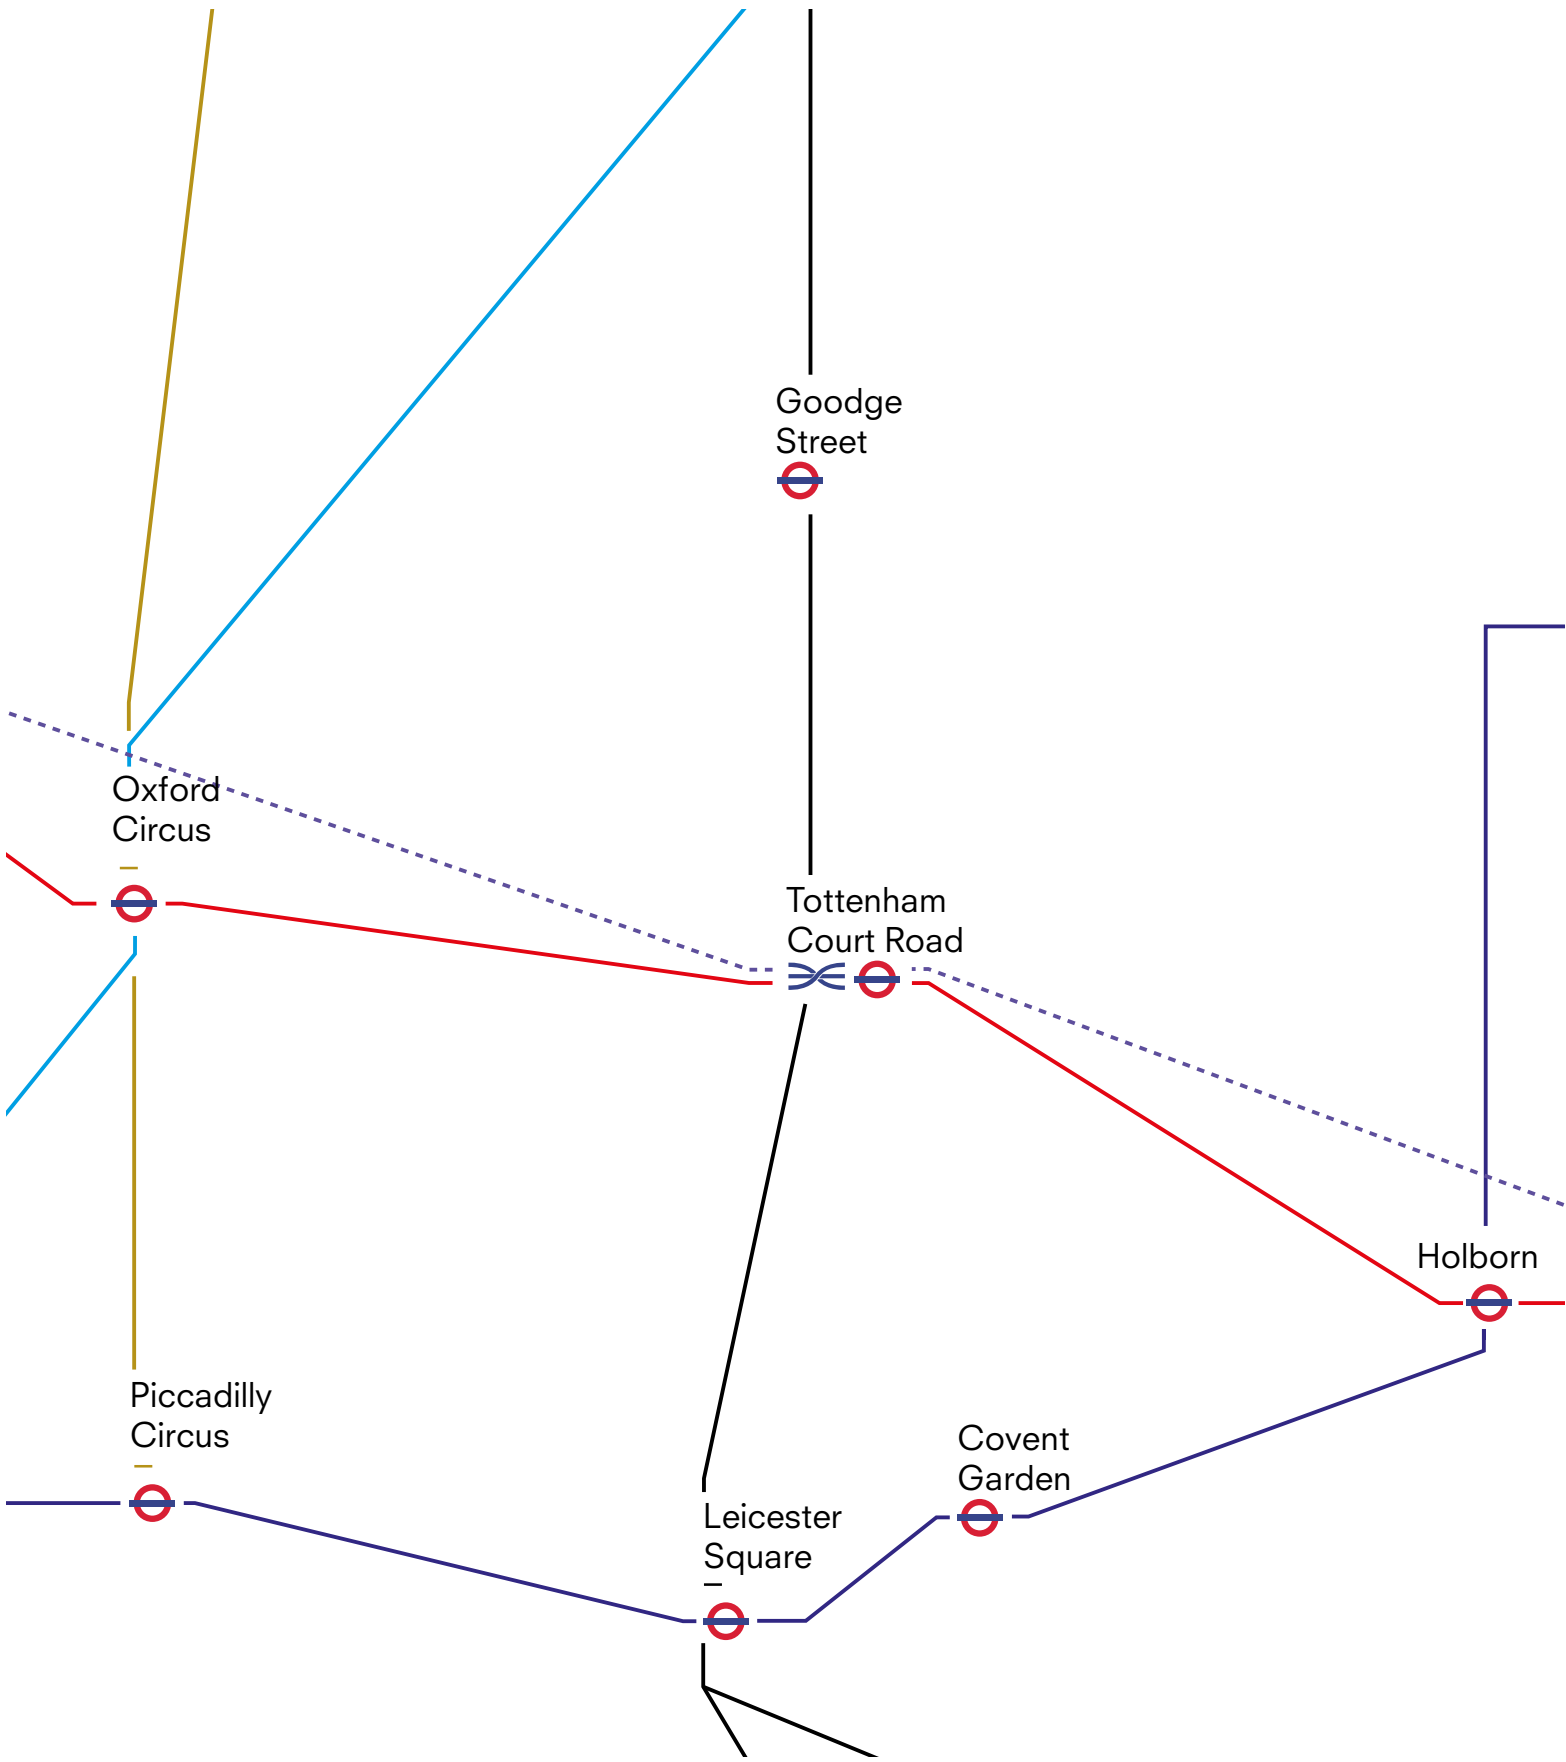 Goodge
Street
Oxford
Circus
Tottenham
Court Road
Holborn
Piccadilly
Circus
Covent
Garden
Leicester
Square